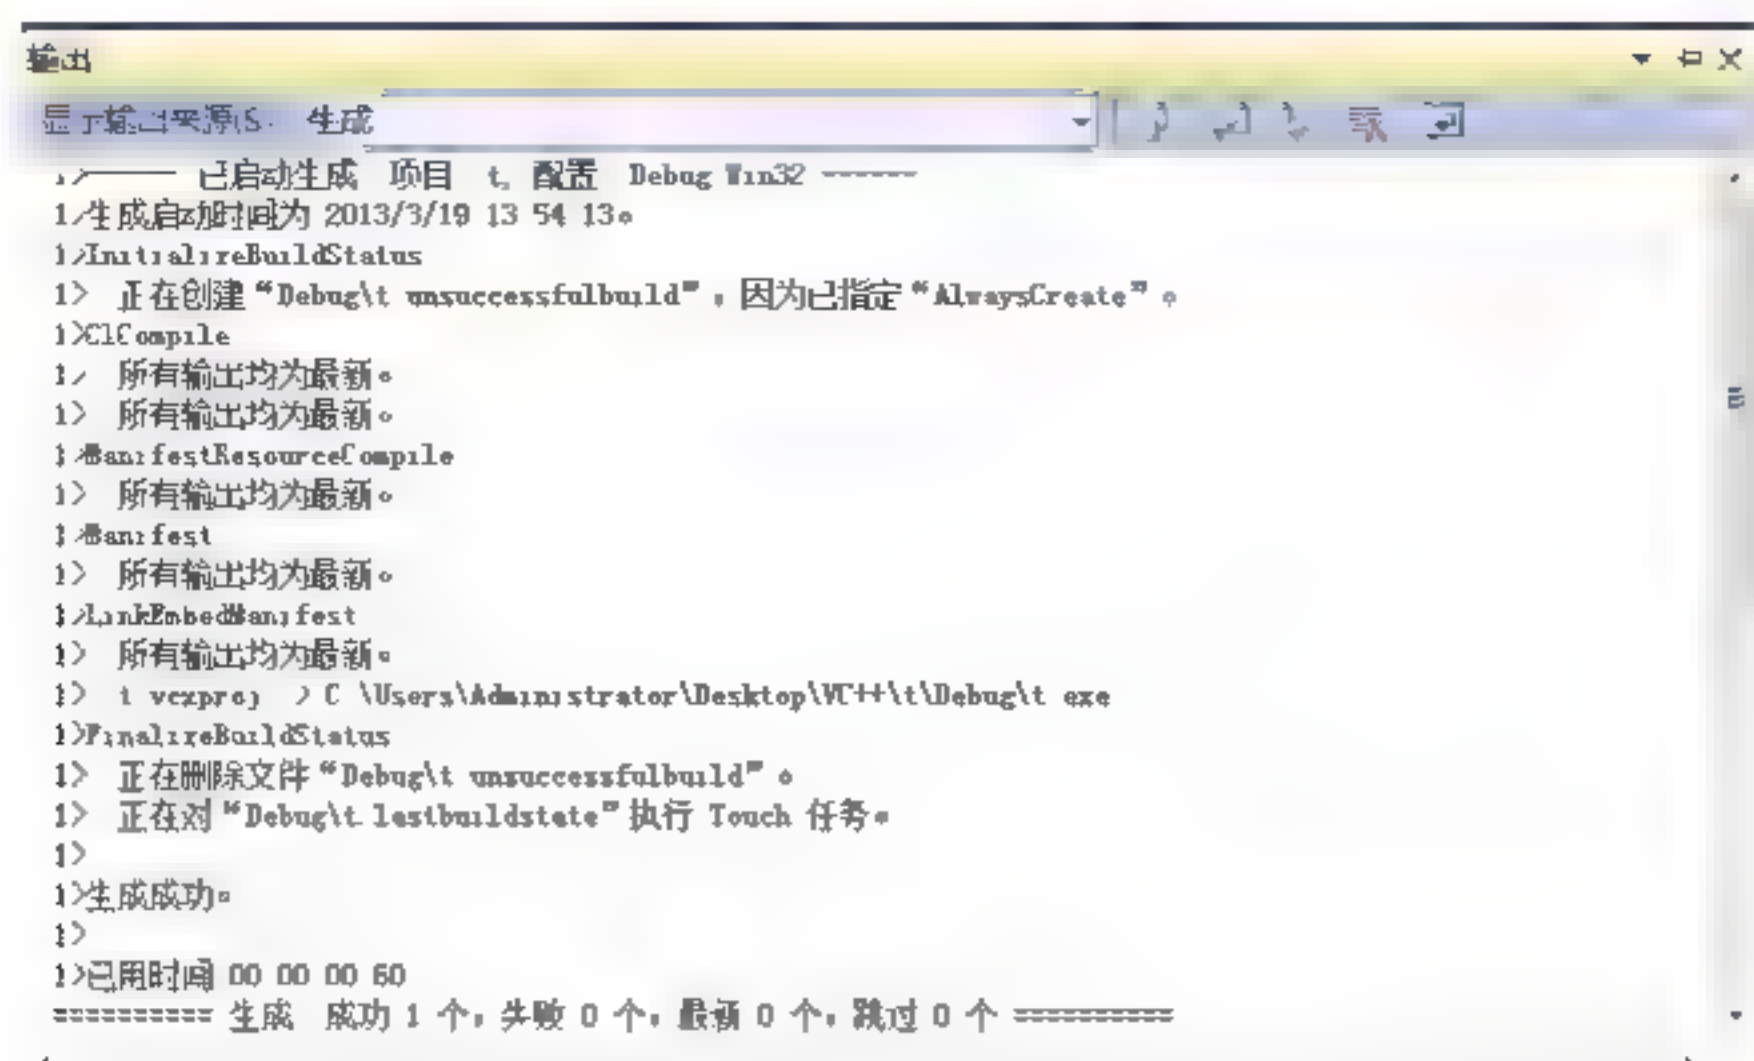 输出
显示输出来源(S): 生成
1>------ 已启动生成: 项目: t, 配置: Debug Win32 ------
1>生成启动时间为 2013/3/19 13:54:13。
1>InitializeBuildStatus:
1>  正在创建“Debug\t.unsuccessfulbuild”，因为已指定“AlwaysCreate”。
1>ClCompile:
1>  所有输出均为最新。
1>  所有输出均为最新。
1>ManifestResourceCompile:
1>  所有输出均为最新。
1>Manifest:
1>  所有输出均为最新。
1>LinkEmbedManifest:
1>  所有输出均为最新。
1>  t.vcxproj -> C:\Users\Administrator\Desktop\VC++\t\Debug\t.exe
1>FinalizeBuildStatus:
1>  正在删除文件“Debug\t.unsuccessfulbuild”。
1>  正在对“Debug\t.lastbuildstate”执行 Touch 任务。
1>
1>生成成功。
1>
1>已用时间 00:00:00.60
========== 生成: 成功 1 个，失败 0 个，最新 0 个，跳过 0 个 ==========